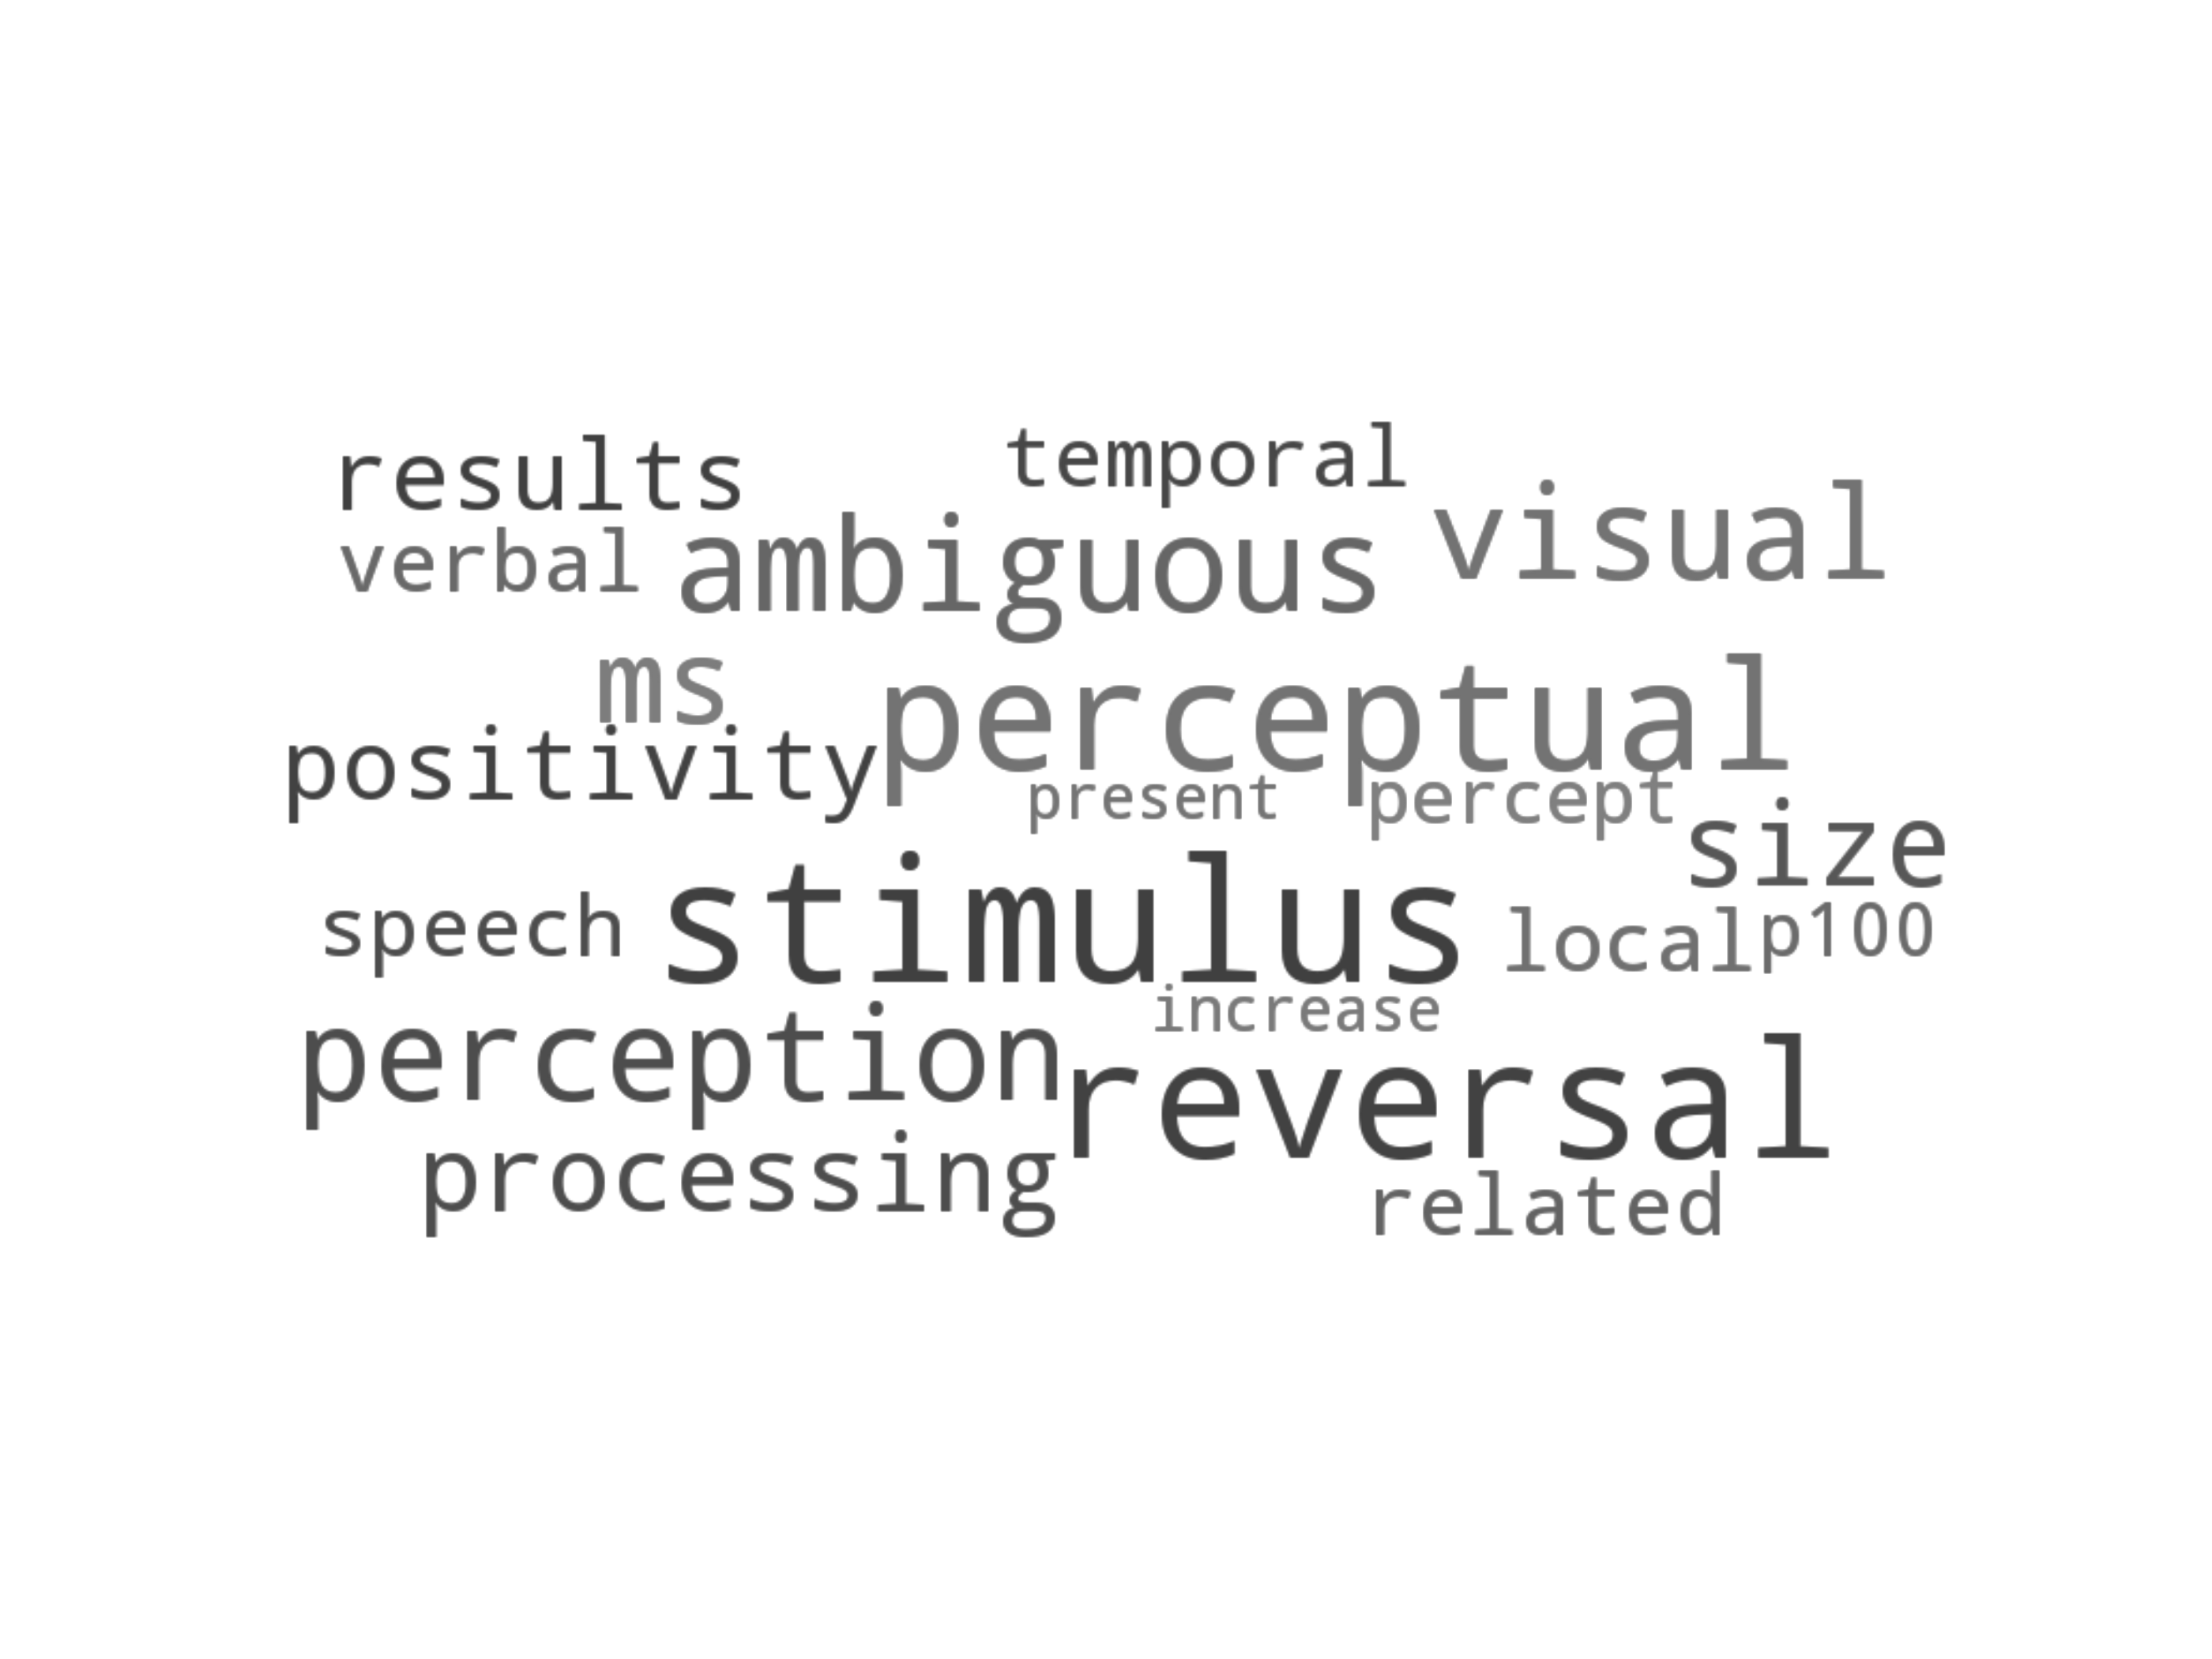 results temporal
verbal ambiguous visual
ms perceptual
positivity
present percept
size
speech stimulus local p100
increase
perception reversal
processing related